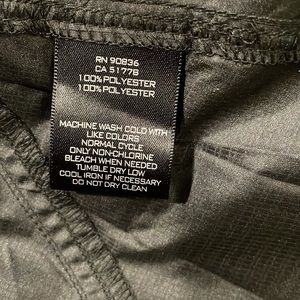 RN 90836
CA 51778
100%POLYESTER
100%POLYESTER
MACHINE WASH COLD WITH
LIKE COLORS
NORMAL CYCLE
ONLY NON-CHLORINE
BLEACH WHEN NEEDED
TUMBLE DRY LOW
COOL IRON IF NECESSARY
DO NOT DRY CLEAN